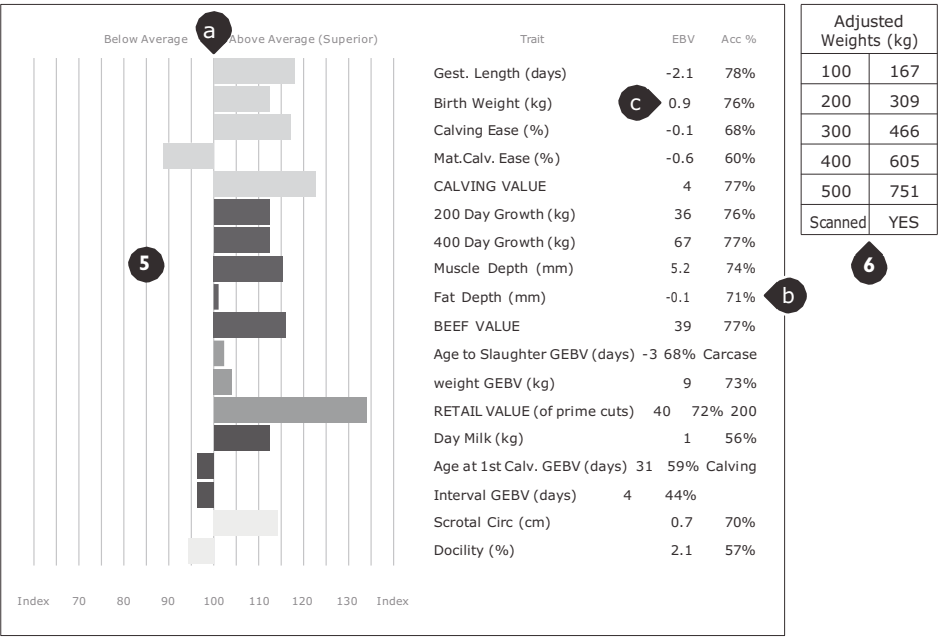 a
Below Average Above Average (Superior) Trait EBV Acc %
Gest. Length (days) -2.1 78%
Birth Weight (kg) c 0.9 76%
Calving Ease (%) -0.1 68%
Mat.Calv. Ease (%) -0.6 60%
CALVING VALUE 4 77%
200 Day Growth (kg) 36 76%
400 Day Growth (kg) 67 77%
5
Muscle Depth (mm) 5.2 74%
Fat Depth (mm) -0.1 71% b
BEEF VALUE 39 77%
Age to Slaughter GEBV (days) -3 68% Carcase
weight GEBV (kg) 9 73%
RETAIL VALUE (of prime cuts) 40 72% 200
Day Milk (kg) 1 56%
Age at 1st Calv. GEBV (days) 31 59% Calving
Interval GEBV (days) 4 44%
Scrotal Circ (cm) 0.7 70%
Docility (%) 2.1 57%
Index 70 80 90 100 110 120 130 Index
Adjusted
Weights (kg)
100 167
200 309
300 466
400 605
500 751
Scanned YES
6